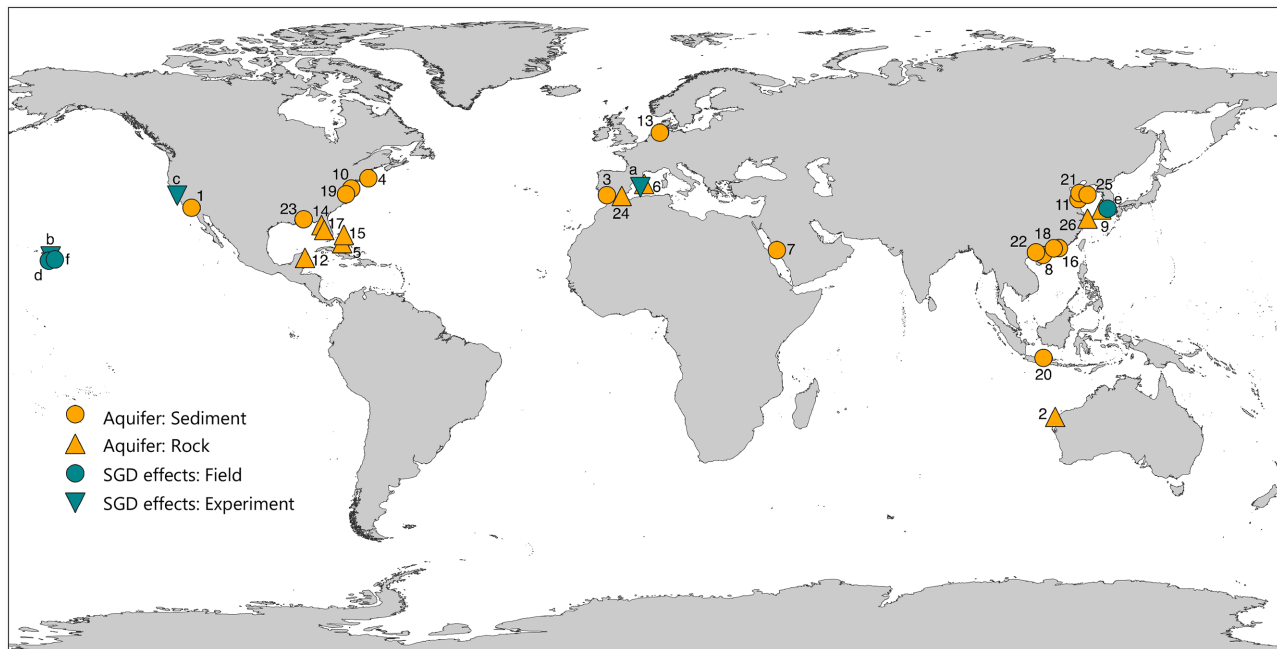 13
a
6
3
24
10
4
19
c
1
23
14
17
15
5
12
b
f
d
7
21
25
11
e
9
26
18
22
16
8
20
2
Aquifer: Sediment
Aquifer: Rock
SGD effects: Field
SGD effects: Experiment